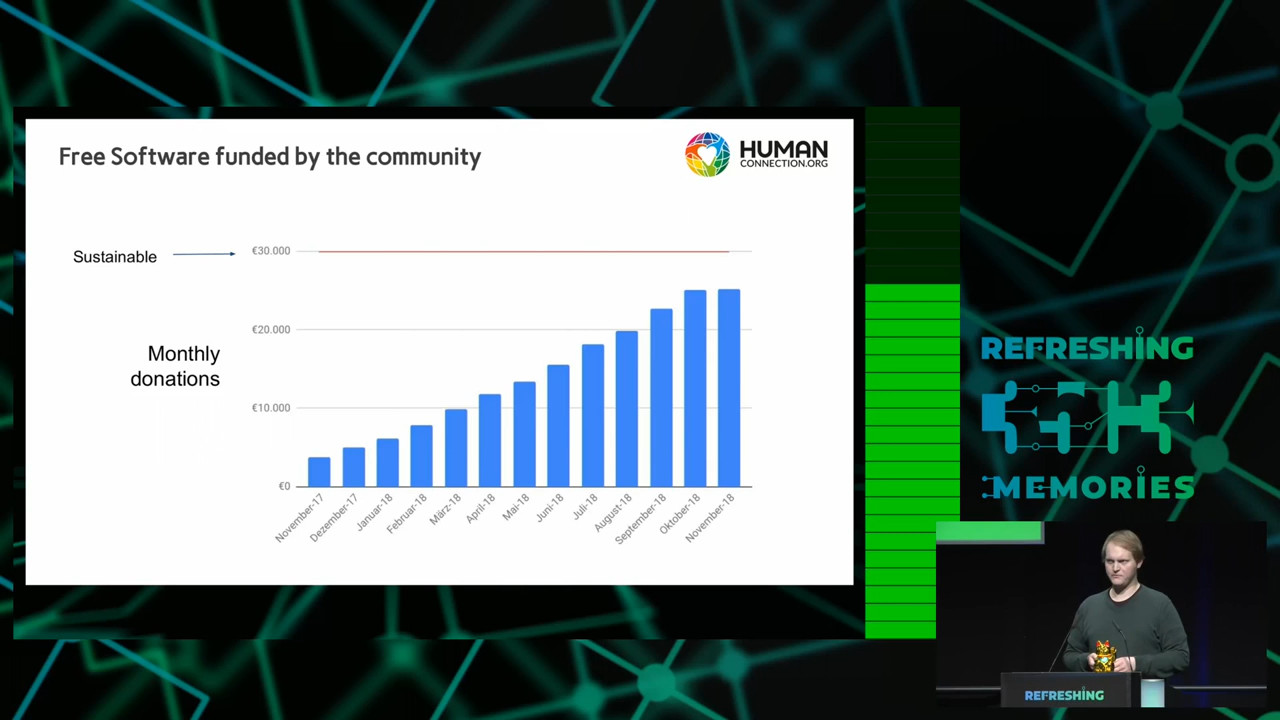 Free Software funded by the community
HUMAN
CONNECTION.ORG
Sustainable
€30.000
€20.000
Monthly
donations
€10.000
€0
November-17
Dezember-17
Januar-18
Februar-18
März-18
April-18
Mai-18
Juni-18
Juli-18
August-18
September-18
Oktober-18
November-18
REFRESHING
35C3
MEMORIES
REFRESHING